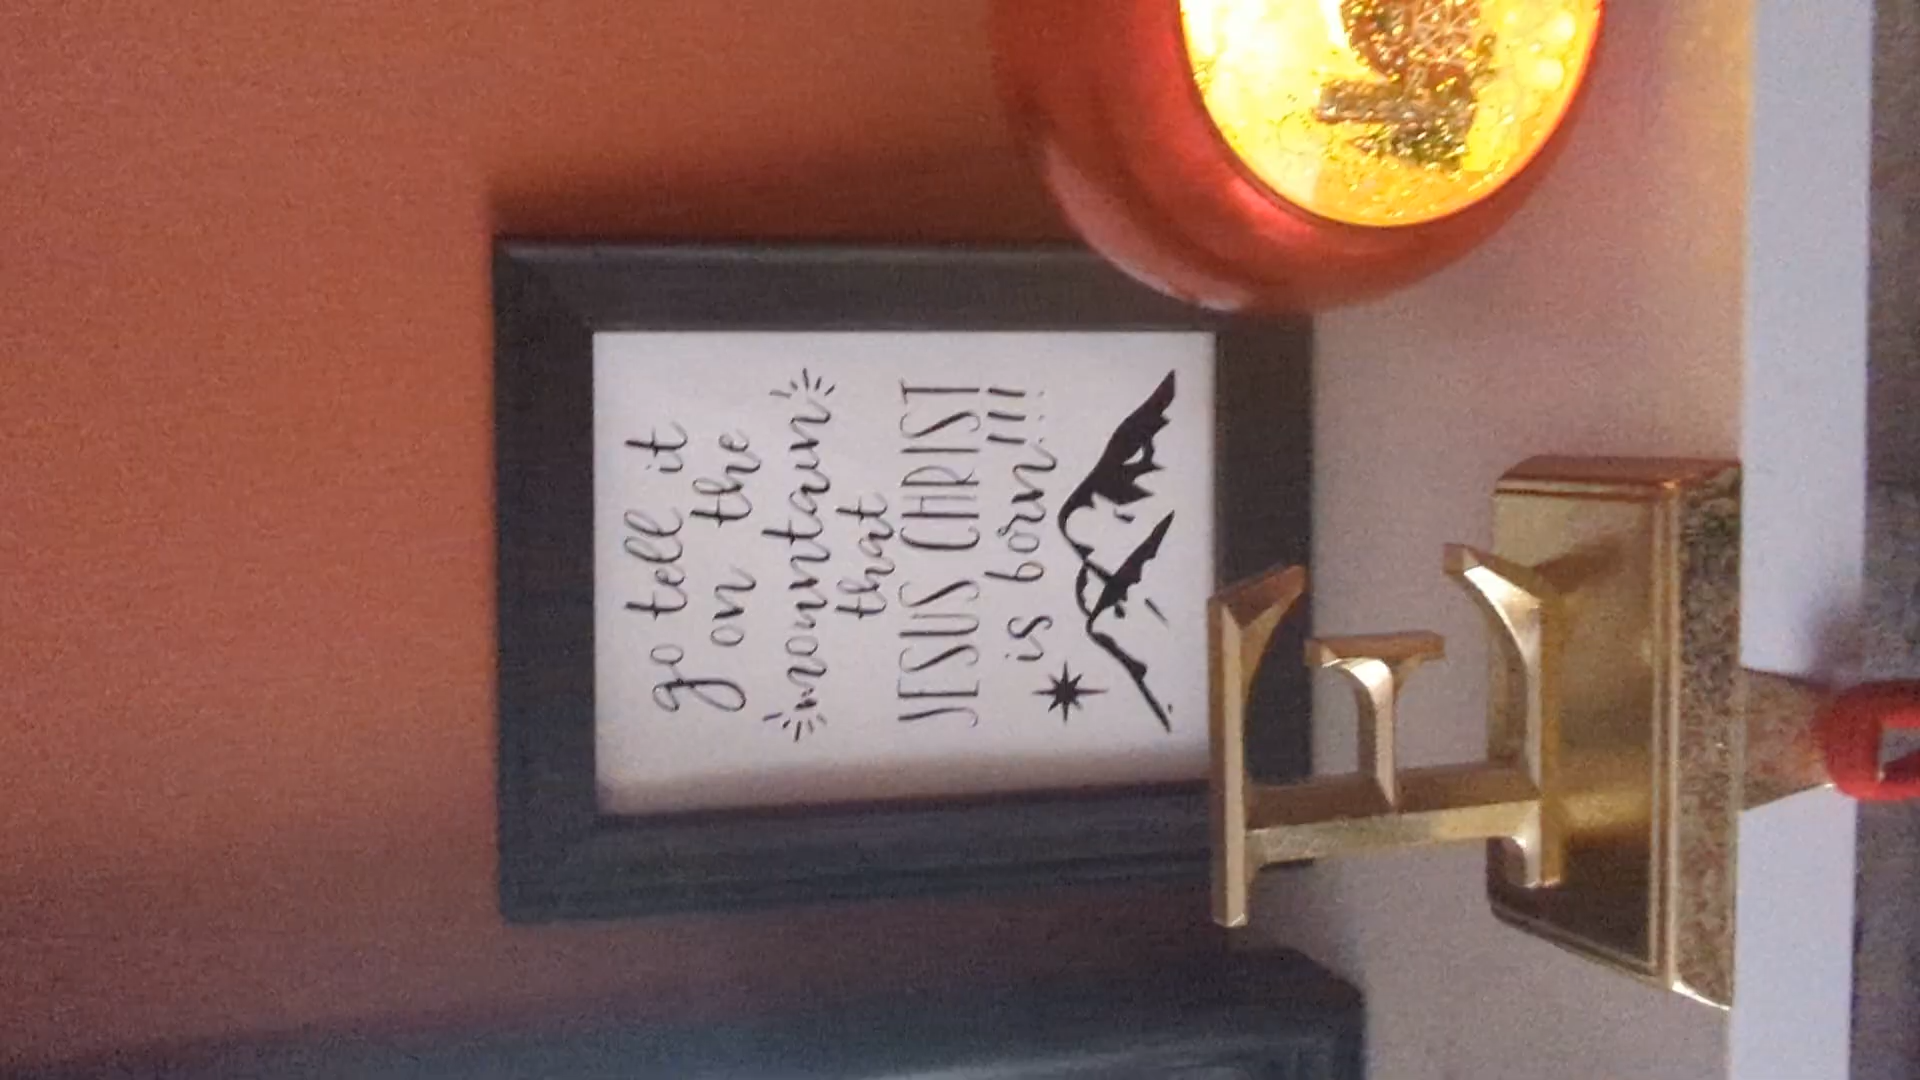 go tell it
on the
mountain
that
JESUS CHRIST
is born!!!
E